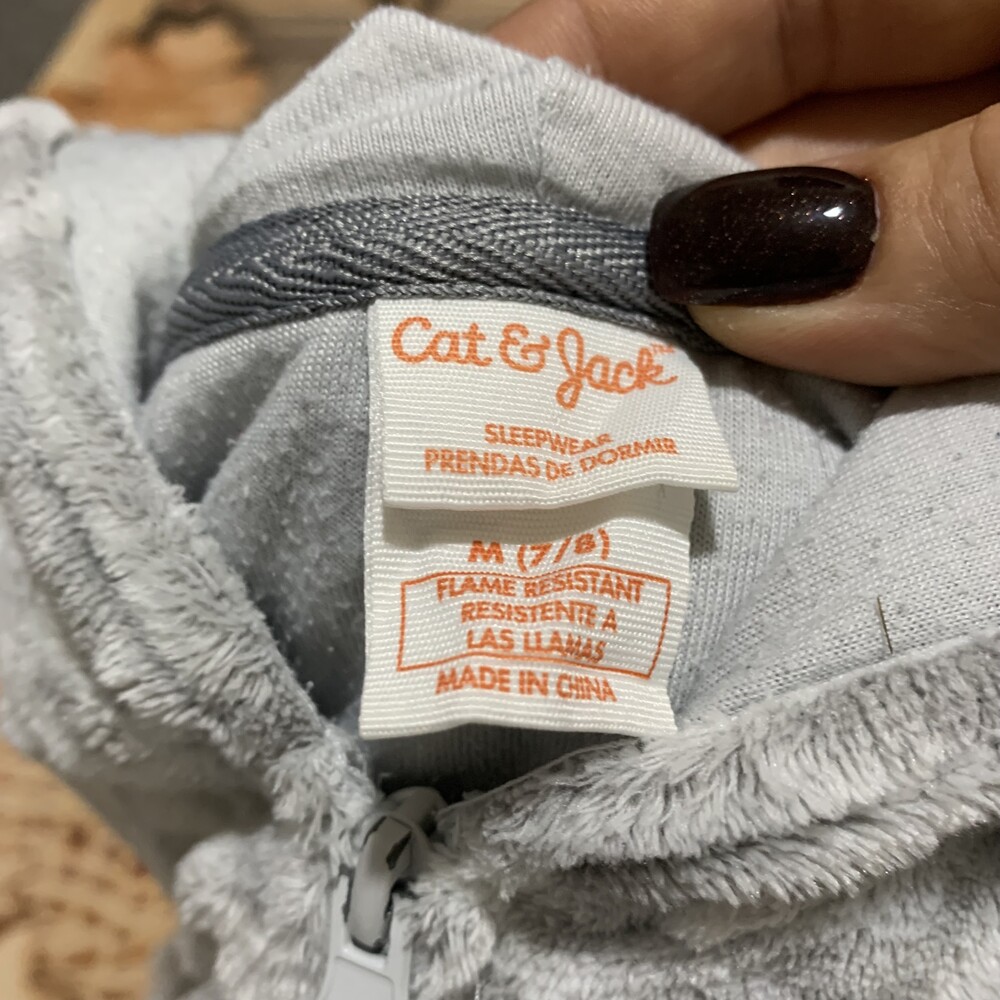 Cat & Jack™
SLEEPWEAR
PRENDAS DE DORMIR
M (7/8)
FLAME RESISTANT
RESISTENTE A
LAS LLAMAS
MADE IN CHINA